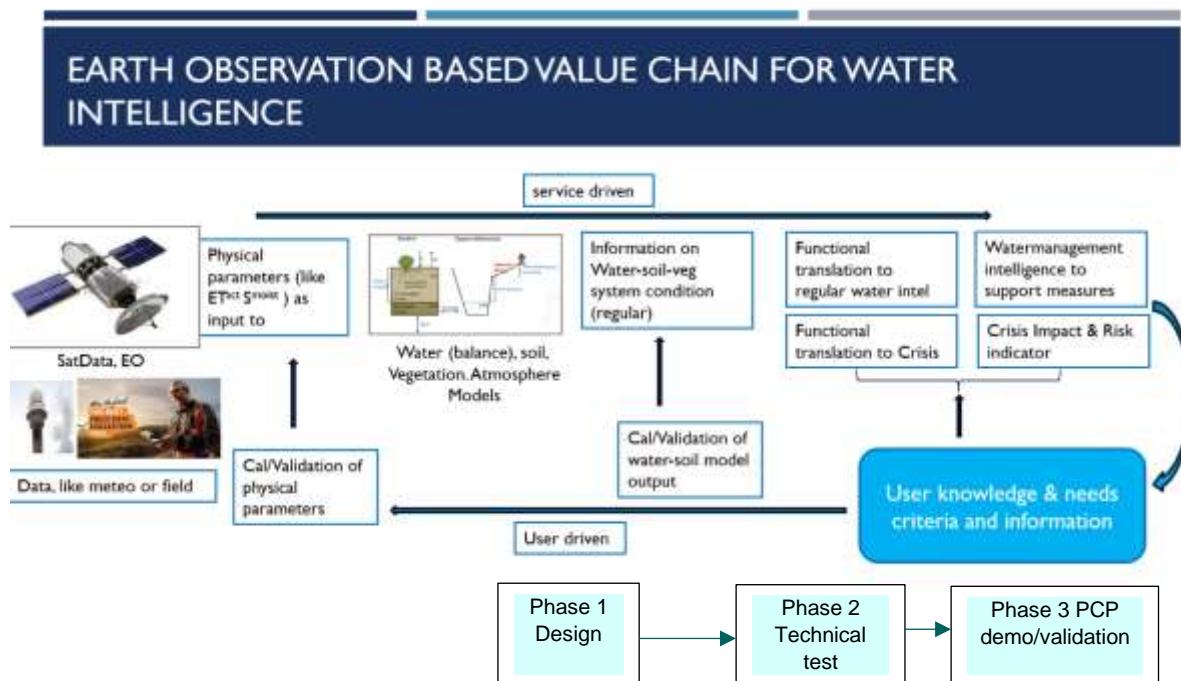 EARTH OBSERVATION BASED VALUE CHAIN FOR WATER
INTELLIGENCE
service driven
Physical
parameters (like
ETact Smoist ) as
input to
Information on
Water-soil-veg
system condition
(regular)
Functional
translation to
regular water intel
Watermanagement
intelligence to
support measures
SatData, EO
Water (balance), soil,
Vegetation. Atmosphere
Models
Functional
translation to Crisis
Crisis Impact & Risk
indicator
Data, like meteo or field
Cal/Validation of
physical
parameters
Cal/Validation of
water-soil model
output
User knowledge & needs
criteria and information
User driven
Phase 1
Design
Phase 2
Technical
test
Phase 3 PCP
demo/validation